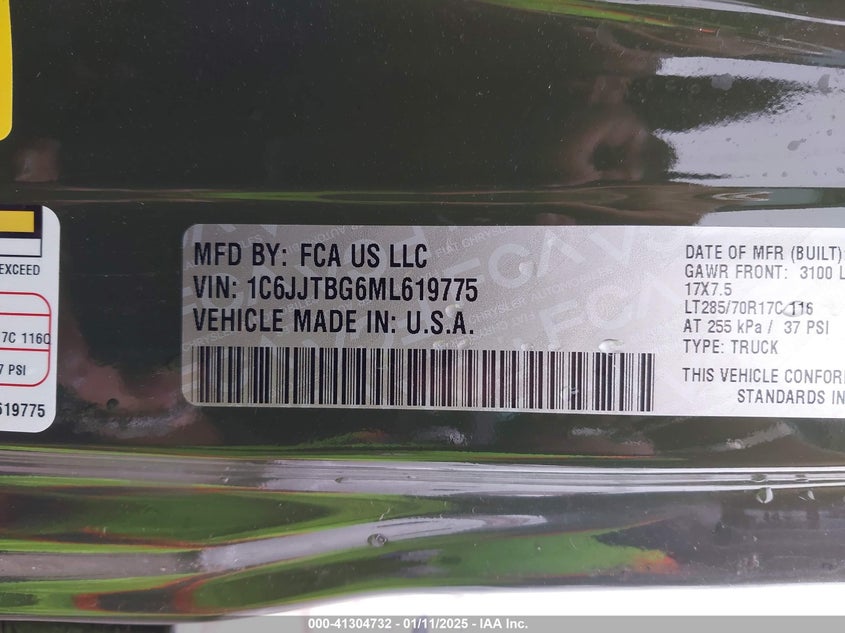 EXCEED
7C 116C
7 PSI
619775
MFD BY: FCA US LLC
VIN: 1C6JJTBG6ML619775
VEHICLE MADE IN: U.S.A.
DATE OF MFR (BUILT)
GAWR FRONT: 3100 L
17X7.5
LT285/70R17C 116
AT 255 kPa / 37 PSI
TYPE: TRUCK
THIS VEHICLE CONFOR
STANDARDS IN
000-41304732 - 01/11/2025 - IAA Inc.